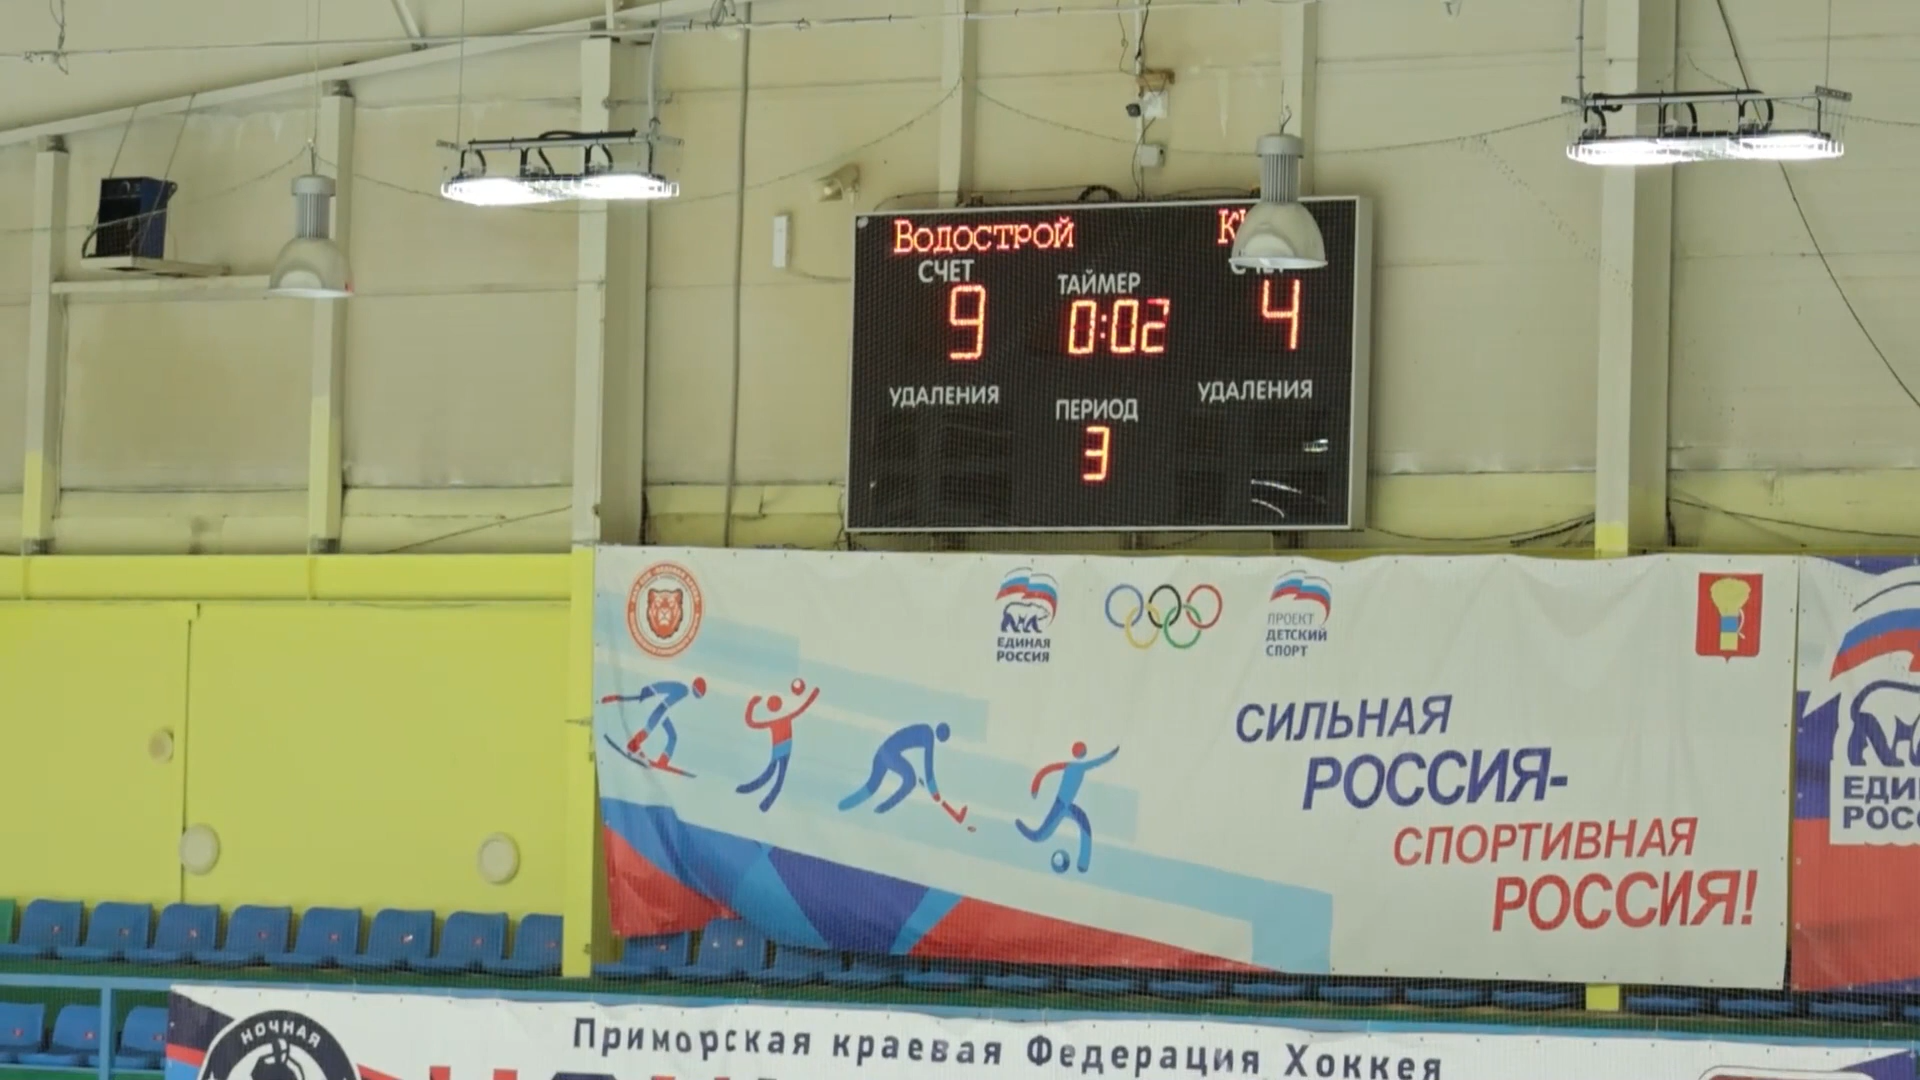 Водострой
СЧЕТ
ТАЙМЕР
9
0:02
4
УДАЛЕНИЯ
ПЕРИОД
УДАЛЕНИЯ
3
ЕДИНАЯ
РОССИЯ
ПРОЕКТ
ДЕТСКИЙ
СПОРТ
СИЛЬНАЯ
РОССИЯ-
СПОРТИВНАЯ
РОССИЯ!
НОЧНАЯ
Приморская краевая Федерация Хоккея